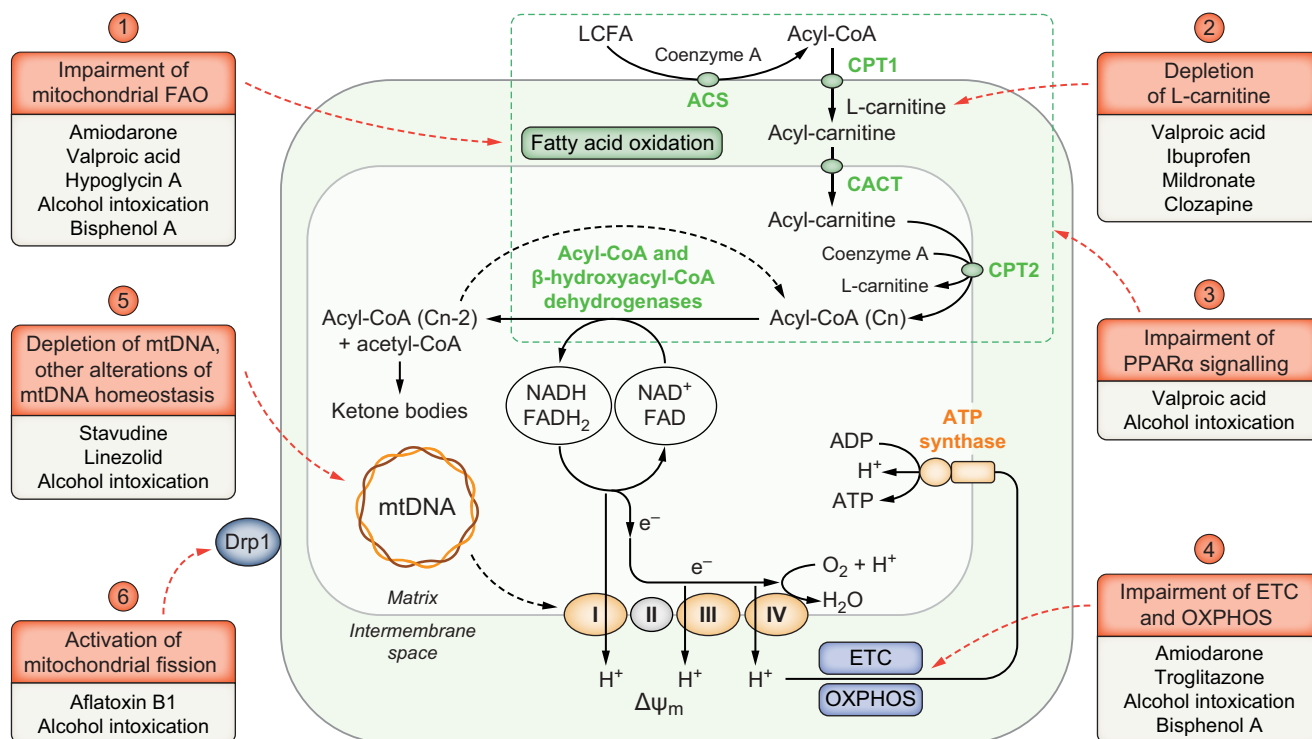 1
Impairment of
mitochondrial FAO
Amiodarone
Valproic acid
Hypoglycin A
Alcohol intoxication
Bisphenol A
LCFA
Coenzyme A
Acyl-CoA
ACS
CPT1
L-carnitine
Acyl-carnitine
Fatty acid oxidation
CACT
Acyl-carnitine
Coenzyme A
CPT2
L-carnitine
Acyl-CoA and
β-hydroxyacyl-CoA
dehydrogenases
Acyl-CoA (Cn-2)
+ acetyl-CoA
Acyl-CoA (Cn)
Ketone bodies
NADH
FADH₂
NAD⁺
FAD
2
Depletion
of L-carnitine
Valproic acid
Ibuprofen
Mildronate
Clozapine
3
Impairment of
PPARα signalling
Valproic acid
Alcohol intoxication
5
Depletion of mtDNA,
other alterations of
mtDNA homeostasis
Stavudine
Linezolid
Alcohol intoxication
mtDNA
Drp1
ATP
synthase
ADP
H⁺
ATP
e⁻
e⁻
O₂ + H⁺
H₂O
Matrix
Intermembrane
space
I
II
III
IV
H⁺
H⁺
H⁺
Δψm
ETC
OXPHOS
6
Activation of
mitochondrial fission
Aflatoxin B1
Alcohol intoxication
4
Impairment of ETC
and OXPHOS
Amiodarone
Troglitazone
Alcohol intoxication
Bisphenol A